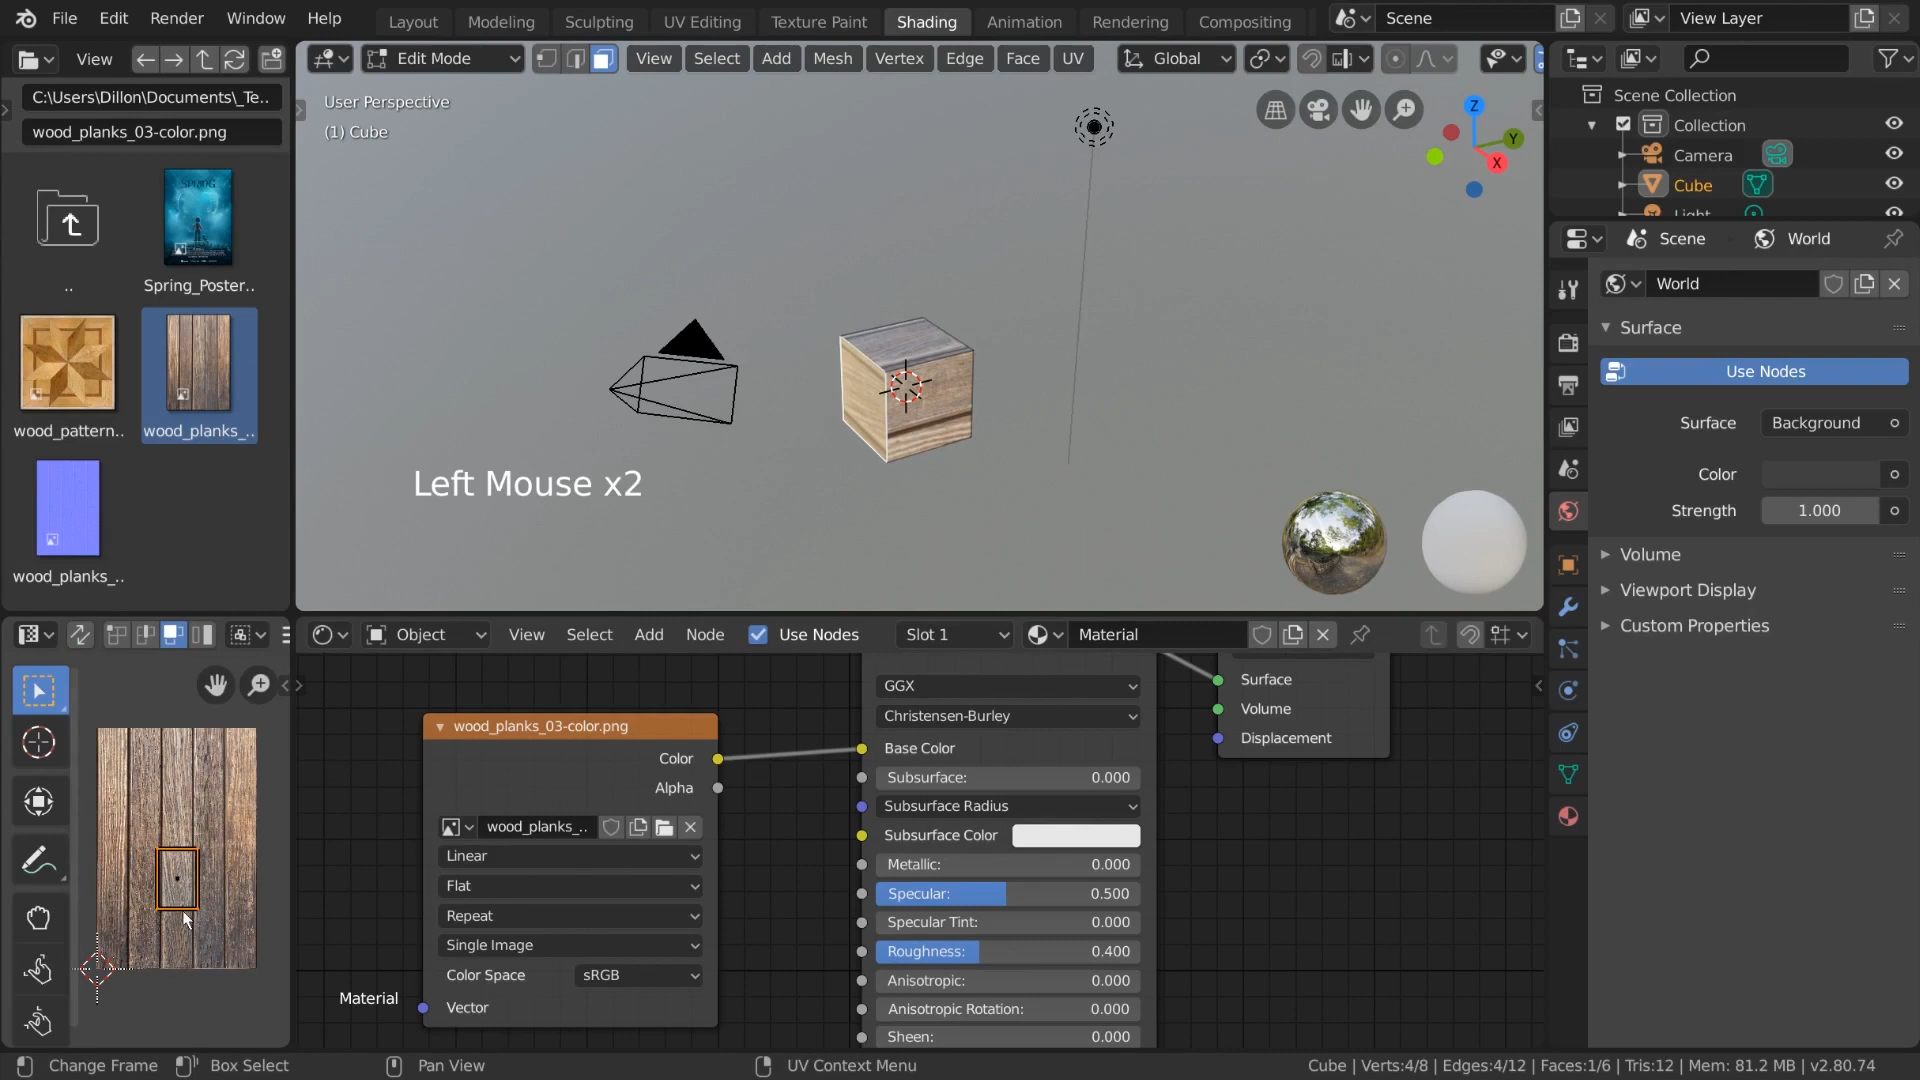 File Edit Render Window Help Layout Modeling Sculpting UV Editing Texture Paint Shading Animation Rendering Compositing Scene View Layer
View Edit Mode View Select Add Mesh Vertex Edge Face UV Global
C:\Users\Dillon\Documents\_Te..
wood_planks_03-color.png
User Perspective
(1) Cube
Z
Y
X
Scene Collection
Collection
Camera
Cube
Light
SPRING
..
Spring_Poster..
wood_pattern..
wood_planks_..
wood_planks_..
Left Mouse x2
Scene World
World
Surface
Use Nodes
Surface Background
Color
Strength 1.000
Volume
Viewport Display
Custom Properties
Object View Select Add Node Use Nodes Slot 1 Material
wood_planks_03-color.png
Color
Alpha
wood_planks_..
Linear
Flat
Repeat
Single Image
Color Space sRGB
Vector
Material
GGX
Christensen-Burley
Base Color
Subsurface: 0.000
Subsurface Radius
Subsurface Color
Metallic: 0.000
Specular: 0.500
Specular Tint: 0.000
Roughness: 0.400
Anisotropic: 0.000
Anisotropic Rotation: 0.000
Sheen: 0.000
Surface
Volume
Displacement
Change Frame Box Select Pan View UV Context Menu Cube | Verts:4/8 | Edges:4/12 | Faces:1/6 | Tris:12 | Mem: 81.2 MB | v2.80.74